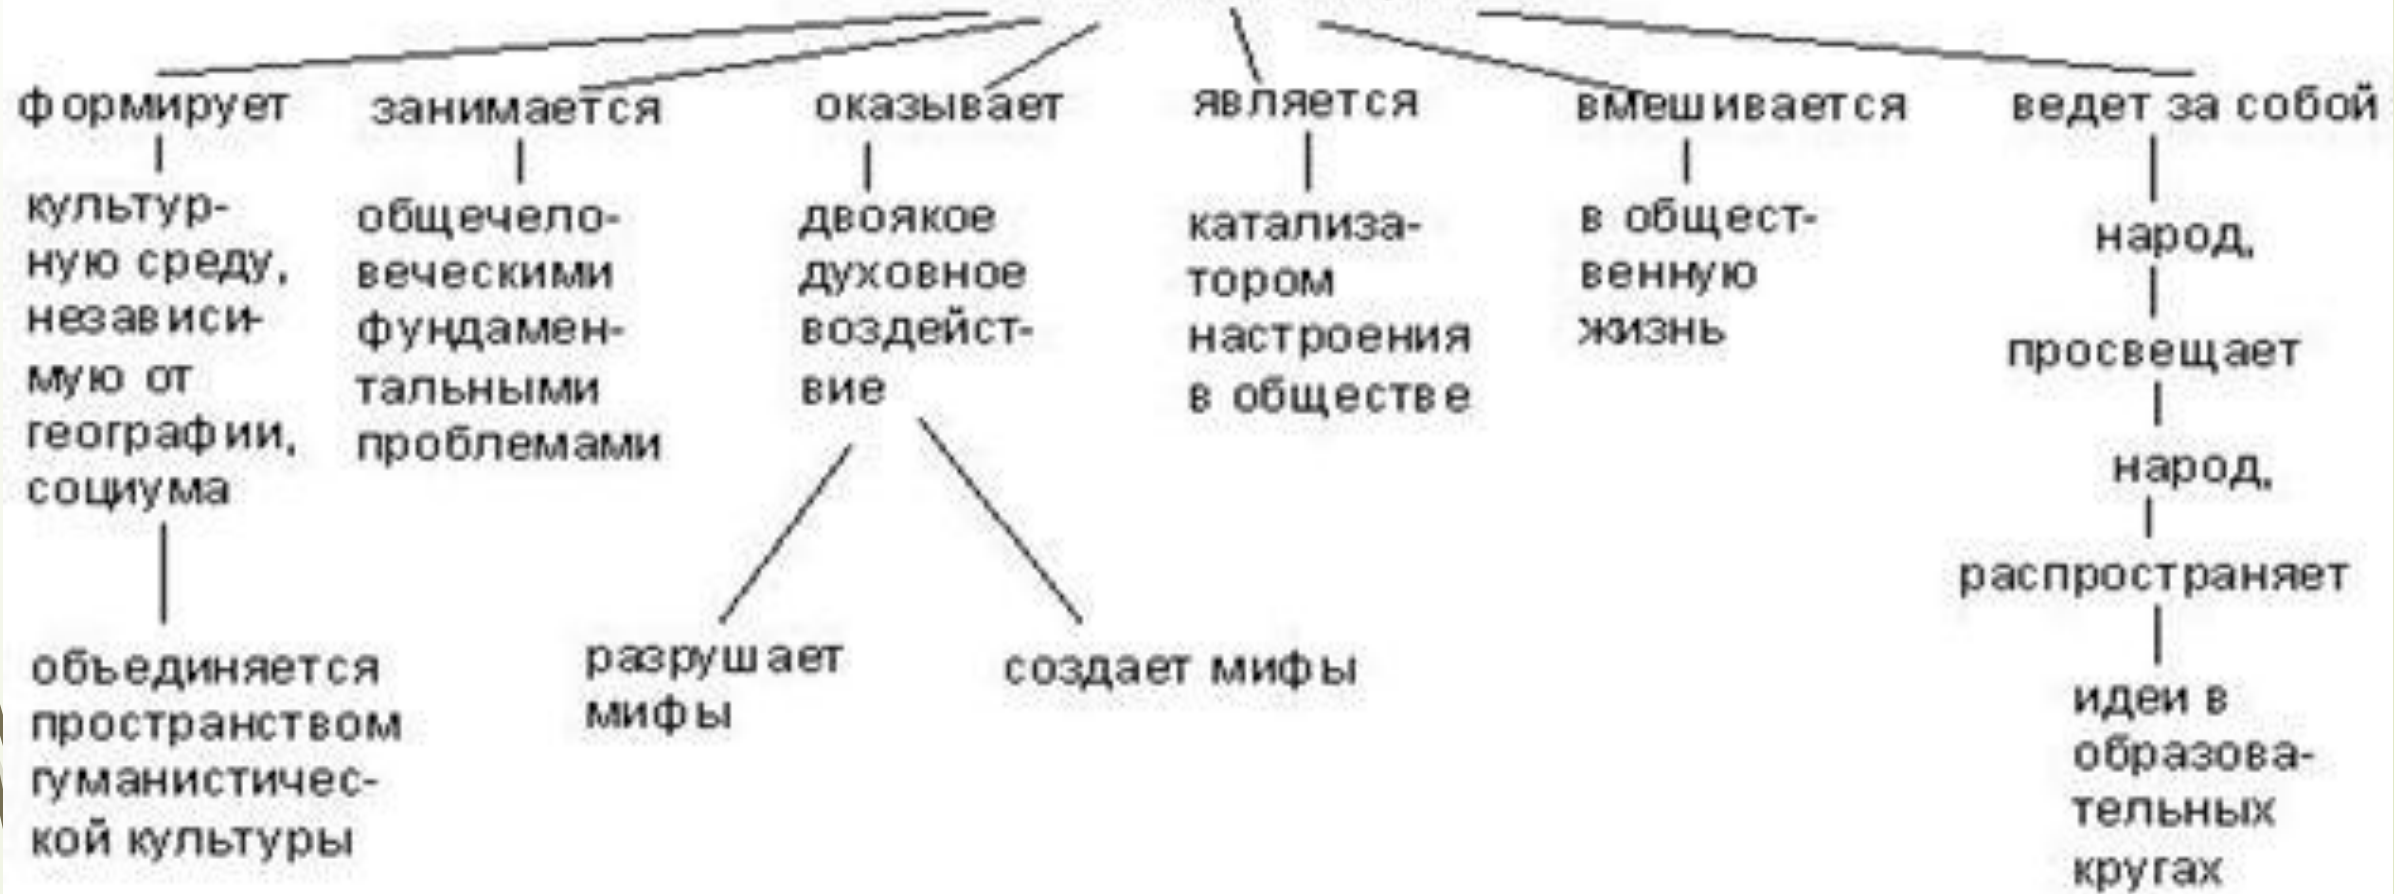 формирует
культур-
ную среду,
независи-
мую от
географии,
социума
объединяется
пространством
гуманистичес-
кой культуры
занимается
общечело-
веческими
фундамен-
тальными
проблемами
оказывает
двоякое
духовное
воздейст-
вие
разрушает
мифы
создает мифы
является
катализа-
тором
настроения
в обществе
вмешивается
в общест-
венную
жизнь
ведет за собой
народ,
просвещает
народ,
распространяет
идеи в
образова-
тельных
кругах